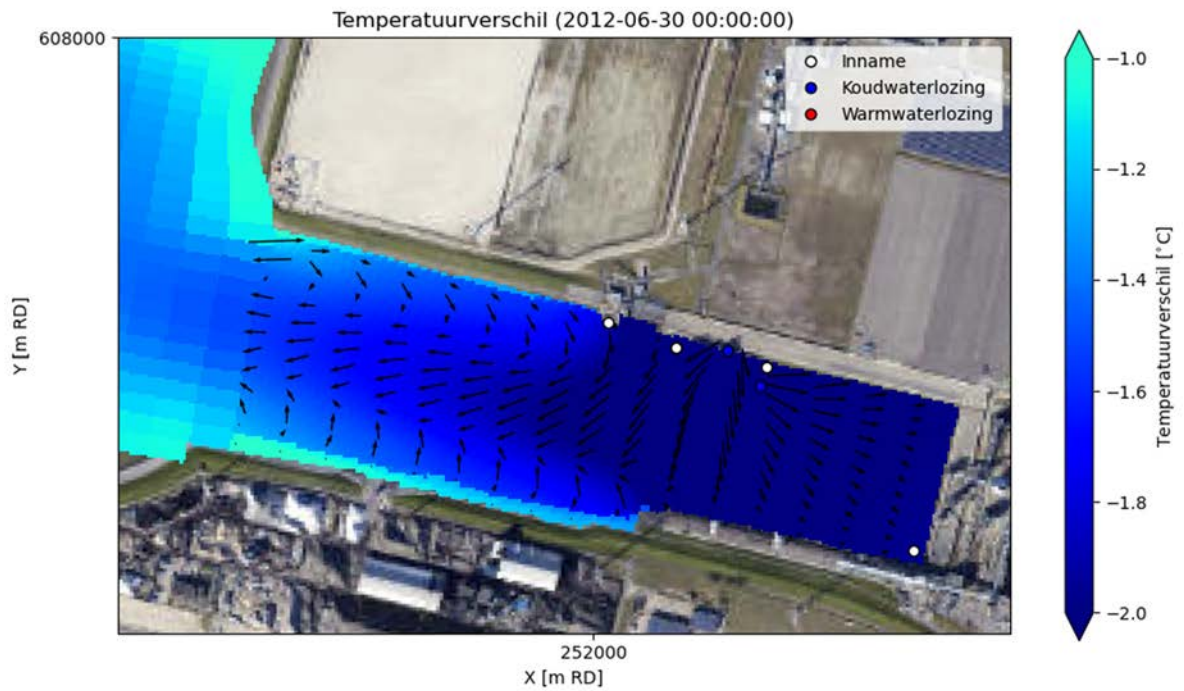 Temperatuurverschil (2012-06-30 00:00:00)
608000
Inname
Koudwaterlozing
Warmwaterlozing
Y [m RD]
252000
X [m RD]
−1.0
−1.2
−1.4
−1.6
−1.8
−2.0
Temperatuurverschil [°C]